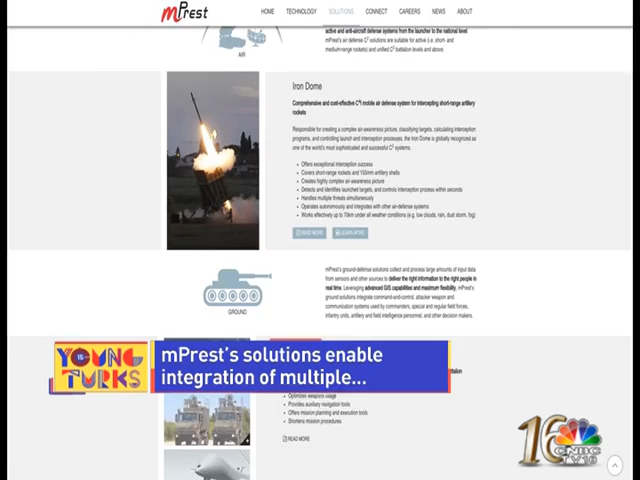 mPrest
HOME TECHNOLOGY SOLUTIONS CONNECT CAREERS NEWS ABOUT
active and anti-aircraft defense systems from the launcher to the national level
mPrest's air defense C² solutions are suitable for active (i.e. short- and
medium-range rockets) and unified C² battalion levels and above.
AIR
Iron Dome
Comprehensive and cost-effective C⁴I mobile air defense system for intercepting short-range artillery
rockets
Responsible for creating a complex air-awareness picture, classifying targets, calculating interception
programs, and controlling launch and interception processes, the Iron Dome is globally recognized as
one of the world's most sophisticated and successful C² systems.
Offers exceptional interception success
Covers short-range rockets and 155mm artillery shells
Creates highly complex air-awareness picture
Detects and identifies launched targets, and controls interception process within seconds
Handles multiple threats simultaneously
Operates autonomously and integrates with other air-defense systems
Works effectively up to 70km under all weather conditions (e.g. low clouds, rain, dust storm, fog)
READ MORE LEARN MORE
mPrest's ground-defense solutions collect and process large amounts of input data
from sensors and other sources to deliver the right information to the right people in
real time. Leveraging advanced GIS capabilities and maximum flexibility, mPrest's
ground solutions integrate command-and-control, attacker weapon and
communication systems used by commanders, special and regular field forces,
infantry units, artillery and field intelligence personnel, and other decision makers.
GROUND
YOUNG 15 TURKS
mPrest's solutions enable
integration of multiple...
Optimizes weapons usage
Provides auxiliary navigation tools
Offers mission planning and execution tools
Shortens mission procedures
READ MORE
16 CNBC
TV18